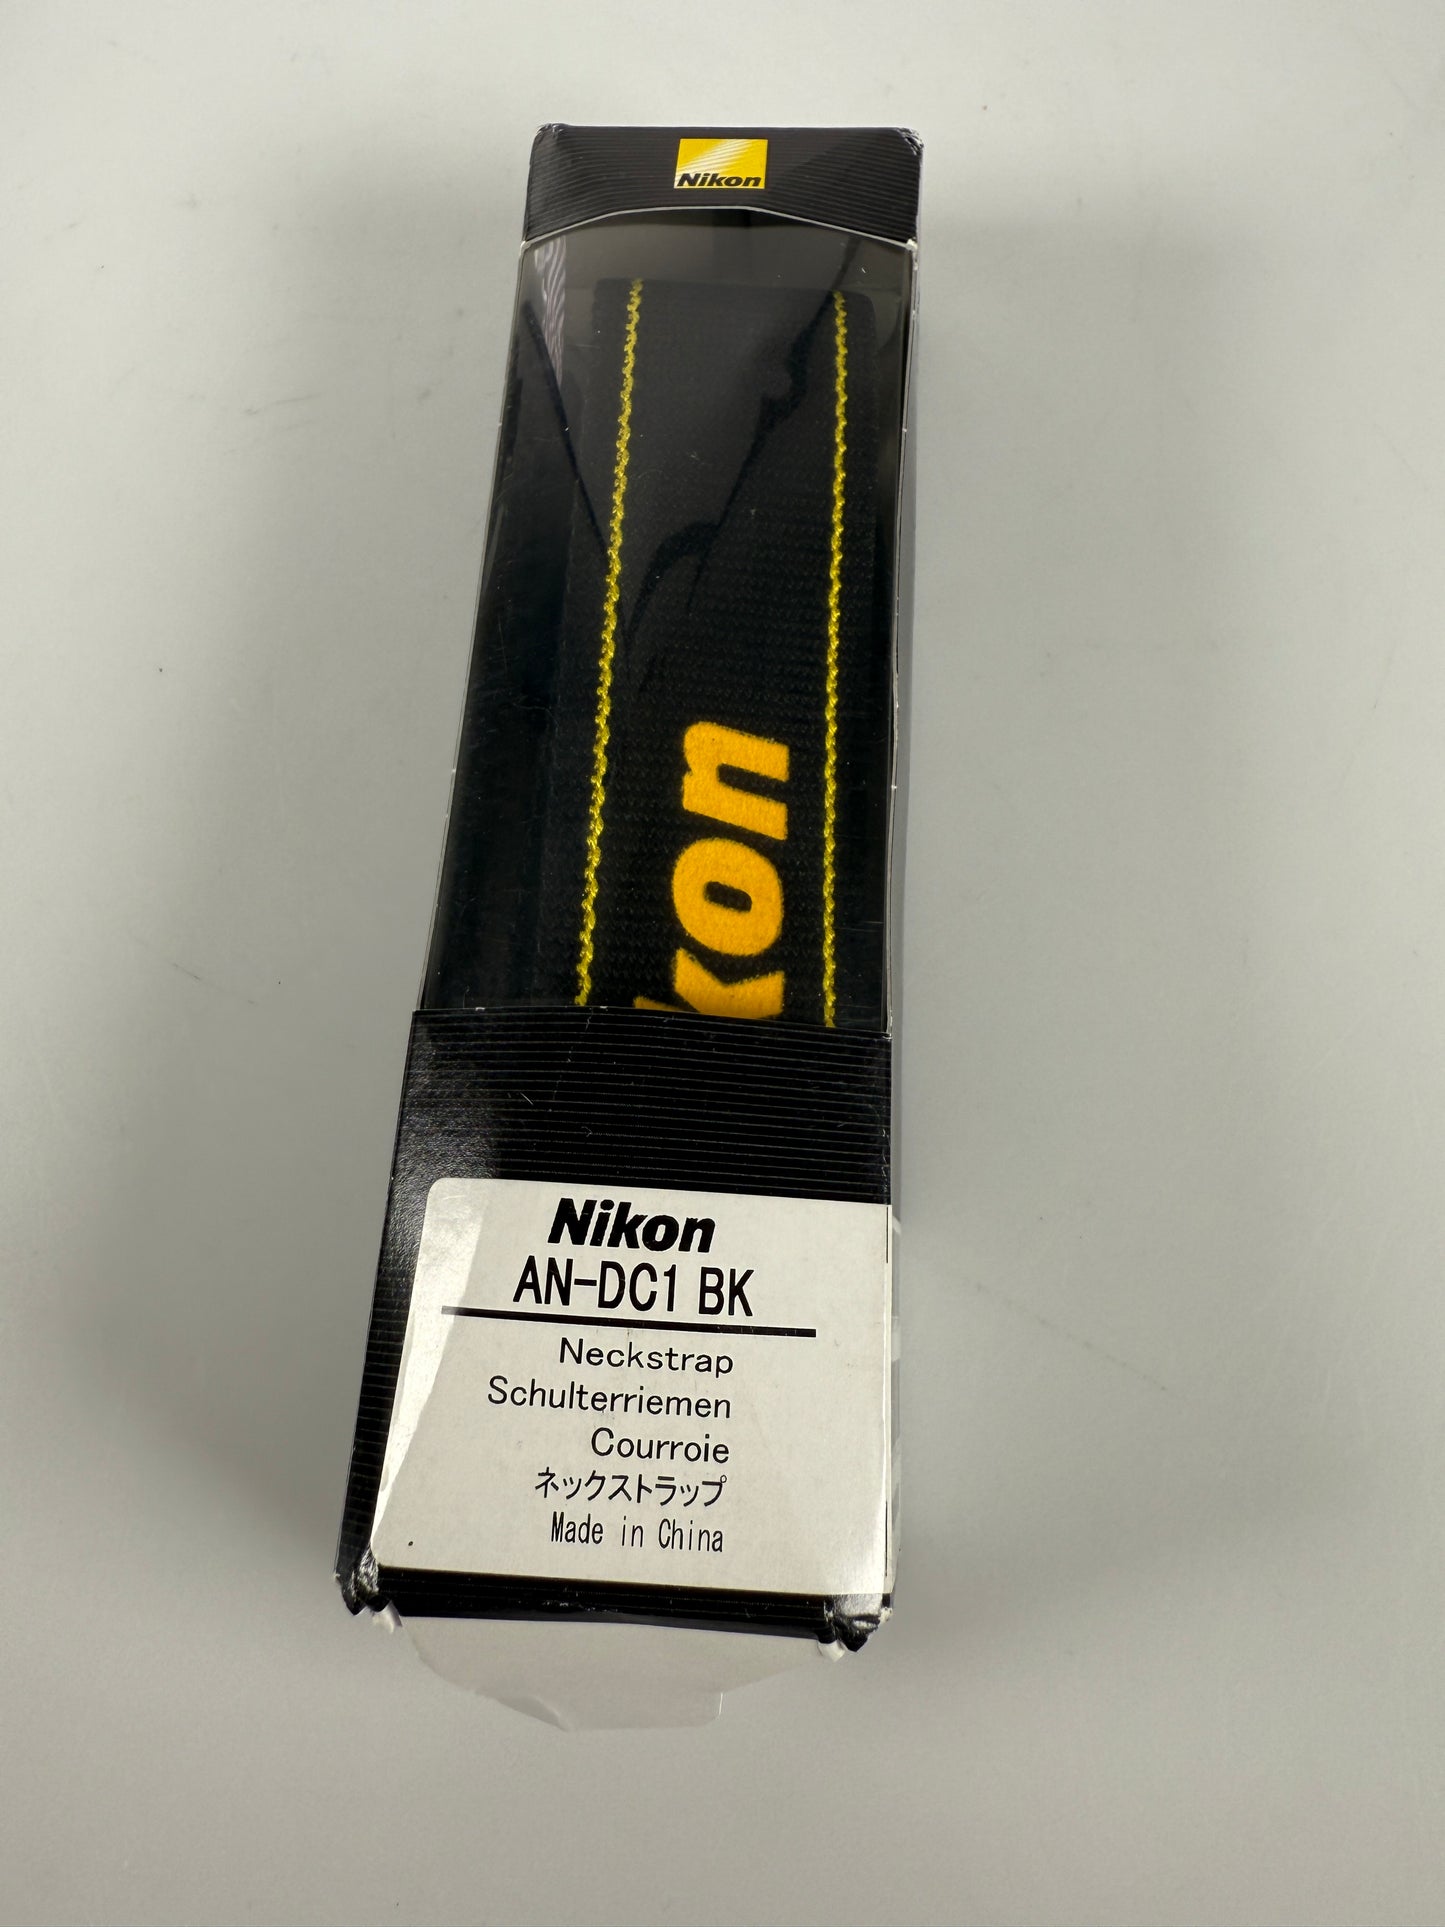 Nikon
kon
Nikon
AN-DC1 BK
Neckstrap
Schulterriemen
Courroie
ネックストラップ
Made in China